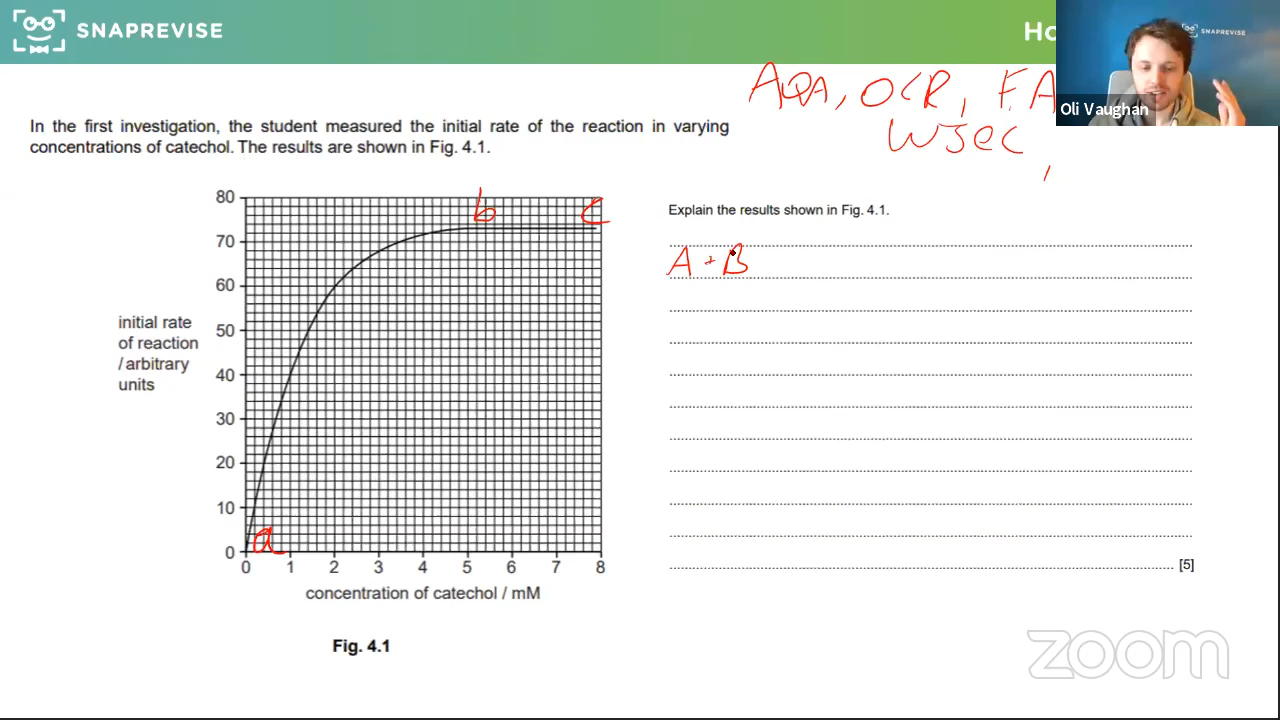 SNAPREVISE
Ho
SNAPREVISE
Oli Vaughan
AQA, OCR, EA
WJEC,
In the first investigation, the student measured the initial rate of the reaction in varying
concentrations of catechol. The results are shown in Fig. 4.1.
Explain the results shown in Fig. 4.1.
A → B
80
70
60
50
40
30
20
10
0
b
c
a
initial rate
of reaction
/ arbitrary
units
0 1 2 3 4 5 6 7 8
concentration of catechol / mM
Fig. 4.1
[5]
zoom